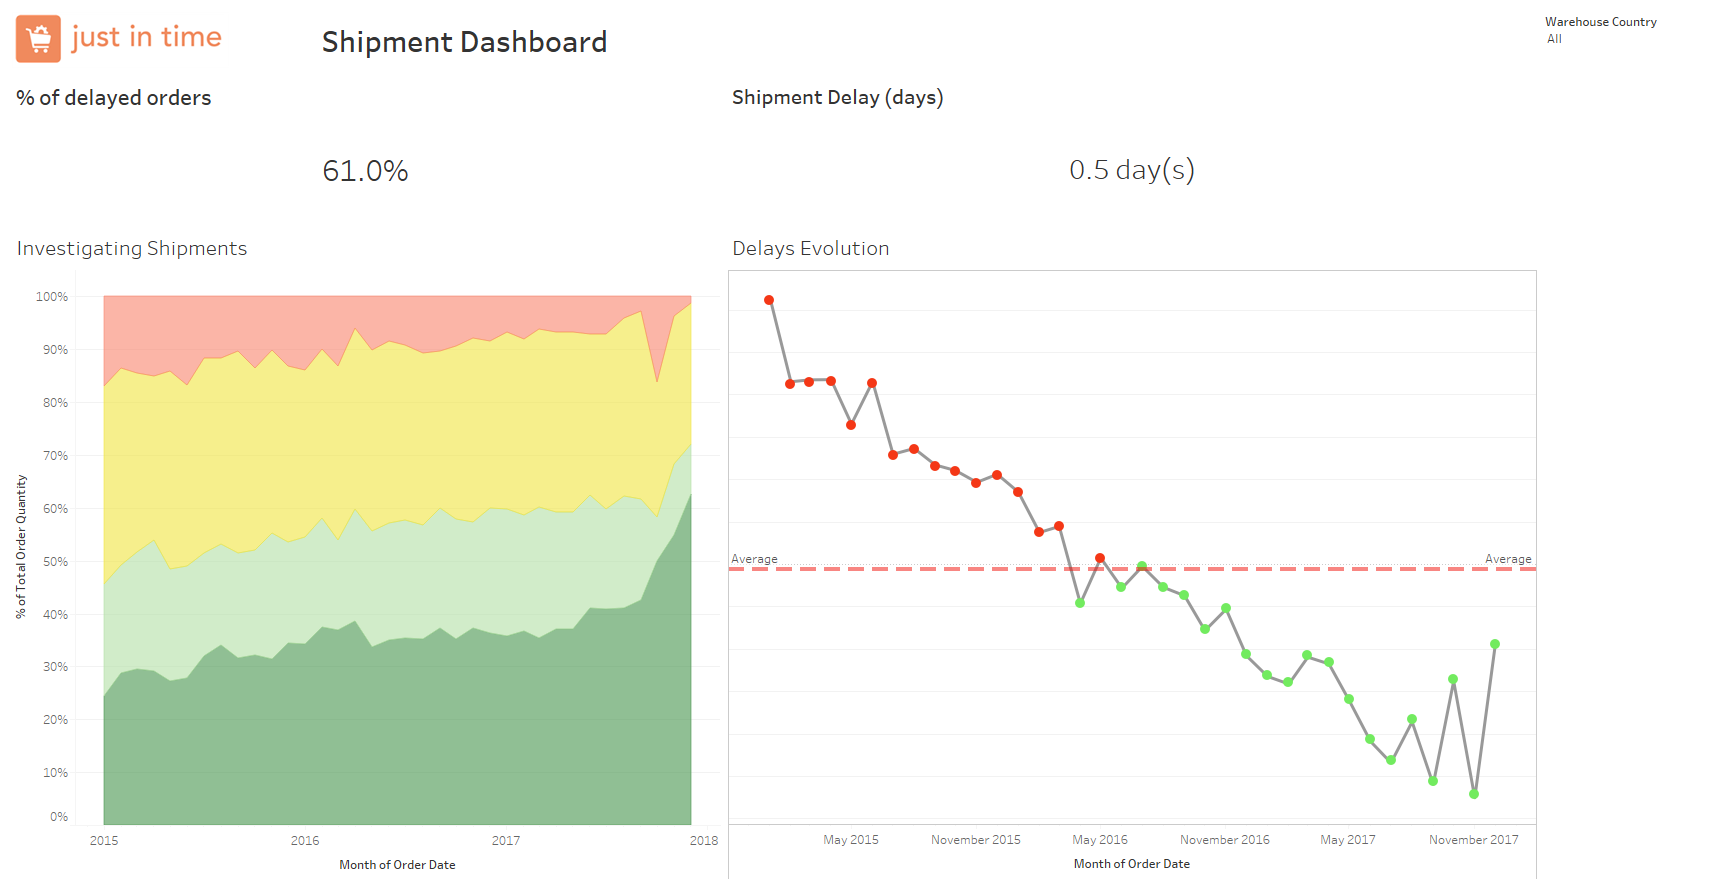 just in time
Shipment Dashboard
Warehouse Country
All
% of delayed orders
Shipment Delay (days)
61.0%
0.5 day(s)
Investigating Shipments
Delays Evolution
100%
90%
80%
70%
60%
50%
40%
30%
20%
10%
0%
% of Total Order Quantity
2015
2016
2017
2018
Month of Order Date
Average
Average
May 2015
November 2015
May 2016
November 2016
May 2017
November 2017
Month of Order Date